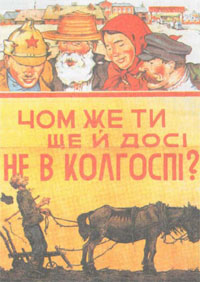 ЧОМ ЖЕ ТИ
ЩЕ Й ДОСІ
НЕ В КОЛГОСПІ?